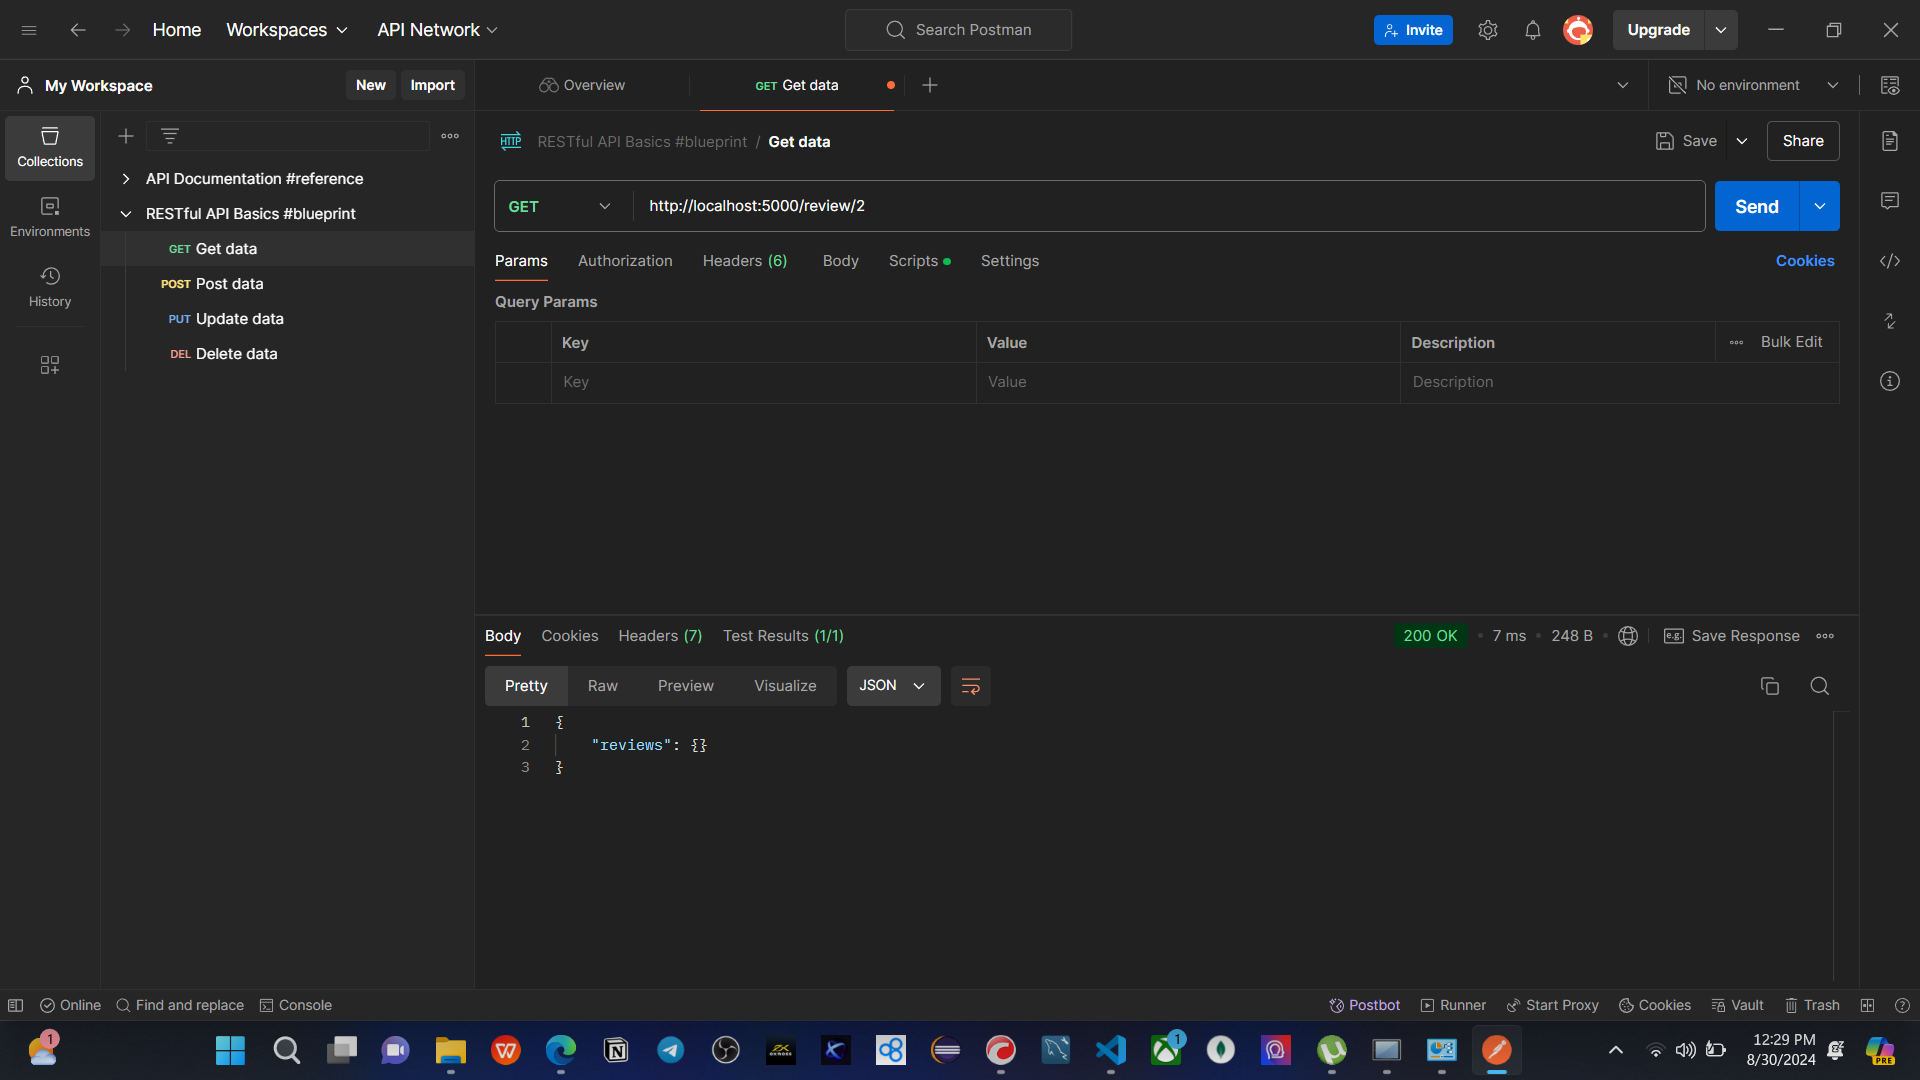 Home Workspaces API Network Search Postman Invite Upgrade
My Workspace New Import Overview GET Get data No environment
Collections
Environments
History
API Documentation #reference
RESTful API Basics #blueprint
GET Get data
POST Post data
PUT Update data
DEL Delete data
HTTP RESTful API Basics #blueprint / Get data Save Share
GET http://localhost:5000/review/2 Send
Params Authorization Headers (6) Body Scripts Settings Cookies
Query Params
Key Value Description Bulk Edit
Key Value Description
Body Cookies Headers (7) Test Results (1/1) 200 OK 7 ms 248 B e.g. Save Response
Pretty Raw Preview Visualize JSON
1 {
2 "reviews": {}
3 }
Online Find and replace Console Postbot Runner Start Proxy Cookies Vault Trash
1 1 12:29 PM
8/30/2024 PRE